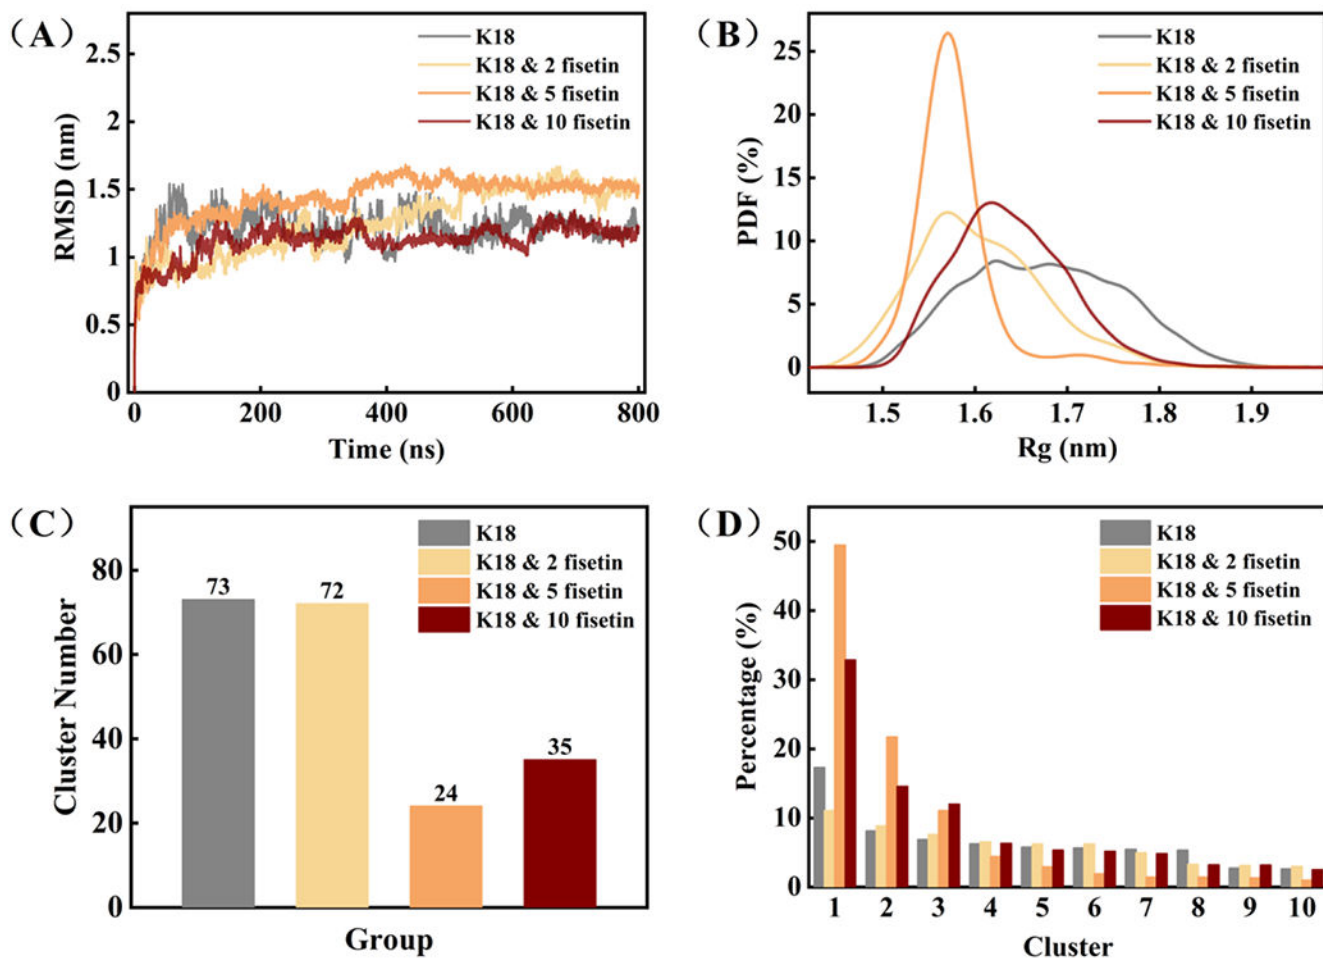 （A）
K18
K18 & 2 fisetin
K18 & 5 fisetin
K18 & 10 fisetin
RMSD (nm)
2.5
2
1.5
1
0.5
0
0 200 400 600 800
Time (ns)
（B）
K18
K18 & 2 fisetin
K18 & 5 fisetin
K18 & 10 fisetin
PDF (%)
25
20
15
10
5
0
1.5 1.6 1.7 1.8 1.9
Rg (nm)
（C）
K18
K18 & 2 fisetin
K18 & 5 fisetin
K18 & 10 fisetin
Cluster Number
80
60
40
20
0
73
72
24
35
Group
（D）
K18
K18 & 2 fisetin
K18 & 5 fisetin
K18 & 10 fisetin
Percentage (%)
50
40
30
20
10
0
1 2 3 4 5 6 7 8 9 10
Cluster